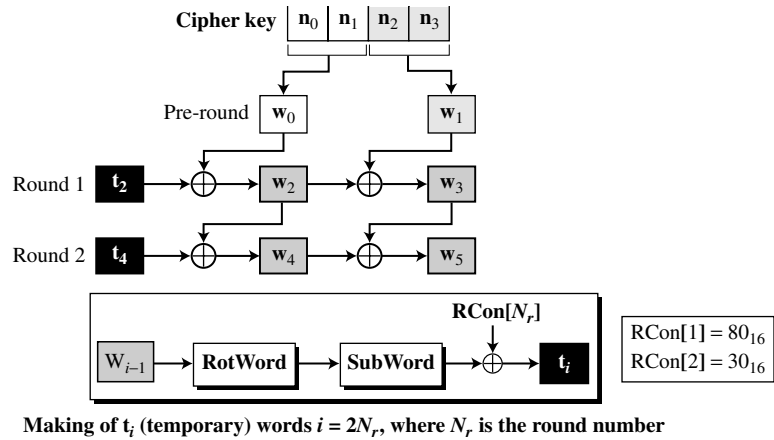 Cipher key n₀ n₁ n₂ n₃
Pre-round w₀ w₁
Round 1 t₂ w₂ w₃
Round 2 t₄ w₄ w₅
RCon[Nᵣ]
Wᵢ₋₁ RotWord SubWord tᵢ
RCon[1] = 80₁₆
RCon[2] = 30₁₆
Making of tᵢ (temporary) words i = 2Nᵣ, where Nᵣ is the round number